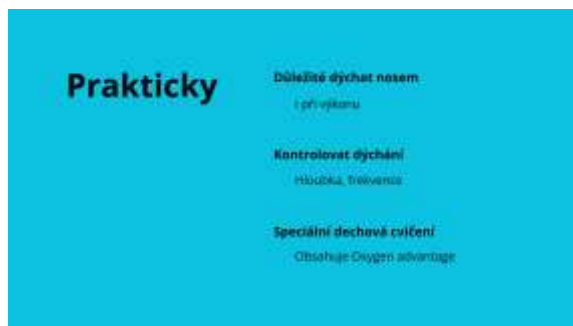 Prakticky
Důležité dýchat nosem
I při výkonu
Kontrolovat dýchání
Hloubka, frekvence
Speciální dechová cvičení
Obsahuje Oxygen advantage